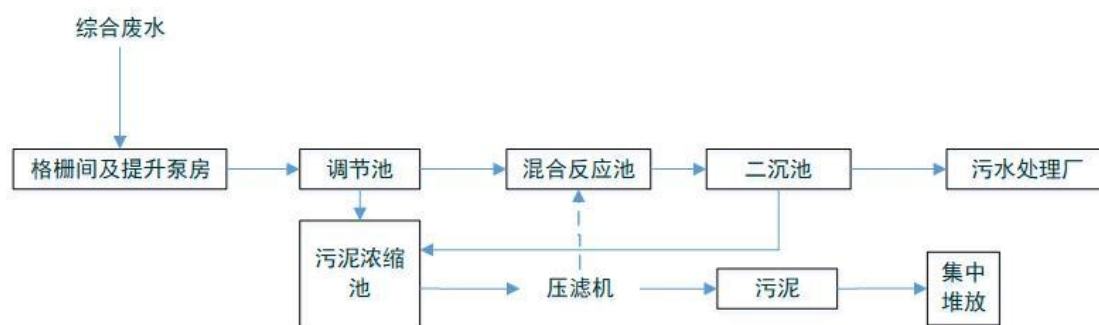 综合废水
格栅间及提升泵房
调节池
混合反应池
二沉池
污水处理厂
污泥浓缩
池
压滤机
污泥
集中
堆放